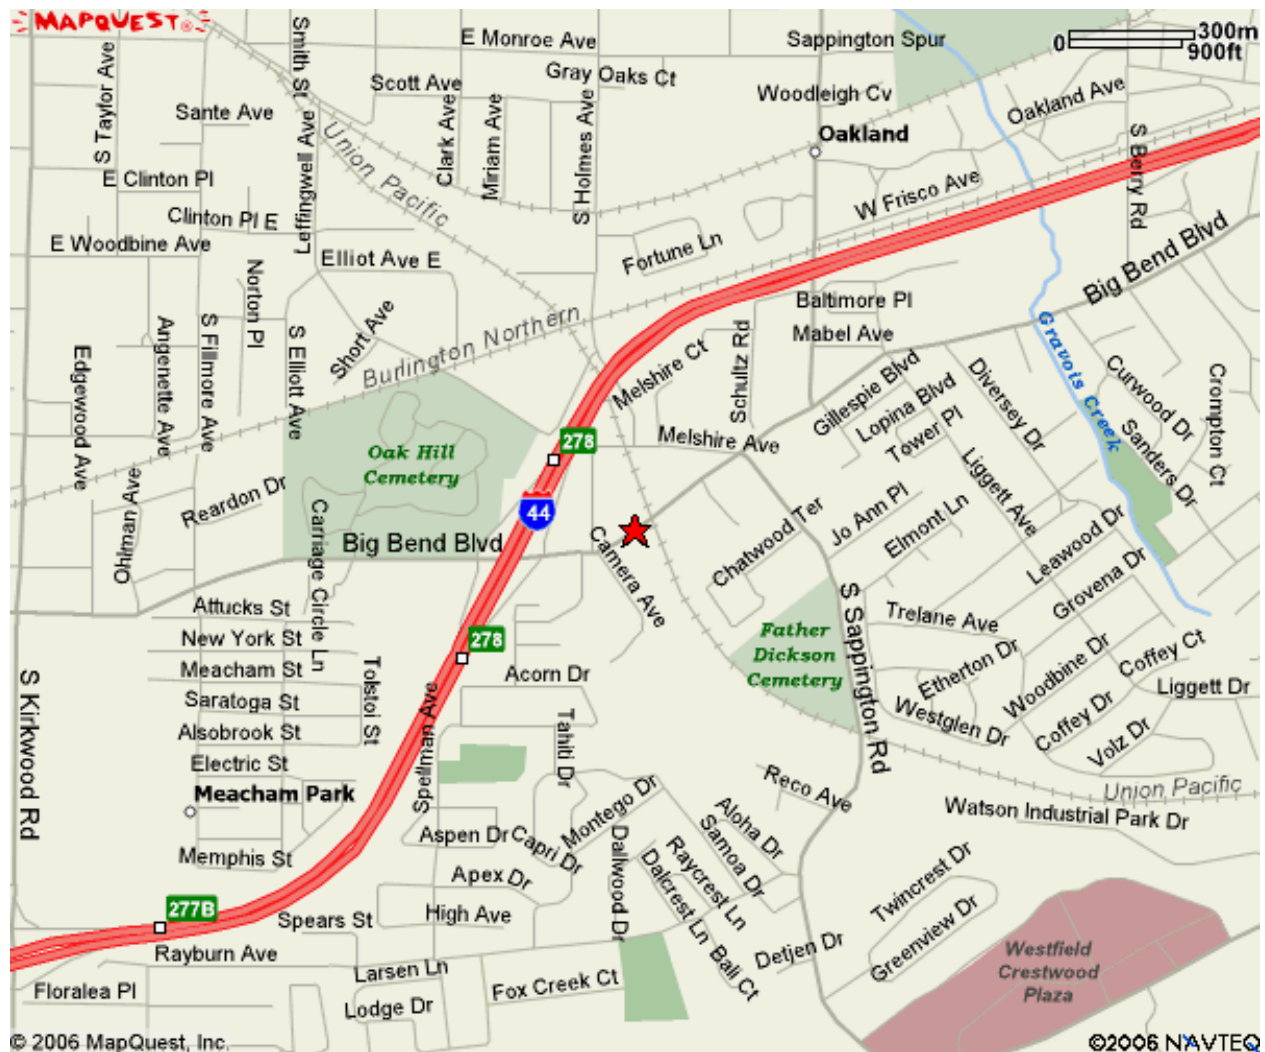 MAPQUEST®
0 300m
900ft
E Monroe Ave
Sappington Spur
Smith St
S Taylor Ave
Scott Ave
Gray Oaks Ct
Woodleigh Cv
Oakland Ave
Sante Ave
Leffingwell Ave
Union Pacific
Clark Ave
Miriam Ave
S Holmes Ave
Oakland
S Berry Rd
E Clinton Pl
W Frisco Ave
Clinton Pl E
E Woodbine Ave
Elliot Ave E
Fortune Ln
Big Bend Blvd
Norton Pl
Short Ave
Burlington Northern
Baltimore Pl
Mabel Ave
Gravois Creek
Edgewood Ave
Angenette Ave
S Fillmore Ave
S Elliott Ave
Melshire Ct
Schultz Rd
Gillespie Blvd
Lopina Blvd
Tower Pl
Diversey Dr
Curwood Dr
Crompton Ct
Sanders Dr
278
Melshire Ave
Oak Hill
Cemetery
Liggett Ave
Ohlman Ave
Reardon Dr
Carriage Circle Ln
44
Big Bend Blvd
Camera Ave
Chatwood Ter
Jo Ann Pl
Elmont Ln
Leawood Dr
Grovena Dr
Attucks St
New York St
Meacham St
Saratoga St
Alsobrook St
Electric St
Tolstoi St
278
S Sappington Rd
Trelane Ave
Father
Dickson
Cemetery
Etherton Dr
Woodbine Dr
Coffey Ct
Liggett Dr
Westglen Dr
Coffey Dr
Volz Dr
S Kirkwood Rd
Spellman Ave
Acorn Dr
Tahiti Dr
Union Pacific
Reco Ave
Watson Industrial Park Dr
Meacham Park
Memphis St
Aspen Dr
Capri Dr
Montego Dr
Dallwood Dr
Samoa Dr
Aloha Dr
Raycrest Ln
Dalcrest Ln
Bali Ct
Twincrest Dr
Greenview Dr
Detjen Dr
Apex Dr
High Ave
277B
Spears St
Rayburn Ave
Larsen Ln
Fox Creek Ct
Floralea Pl
Lodge Dr
Westfield
Crestwood
Plaza
© 2006 MapQuest, Inc.
©2006 NAVTEQ